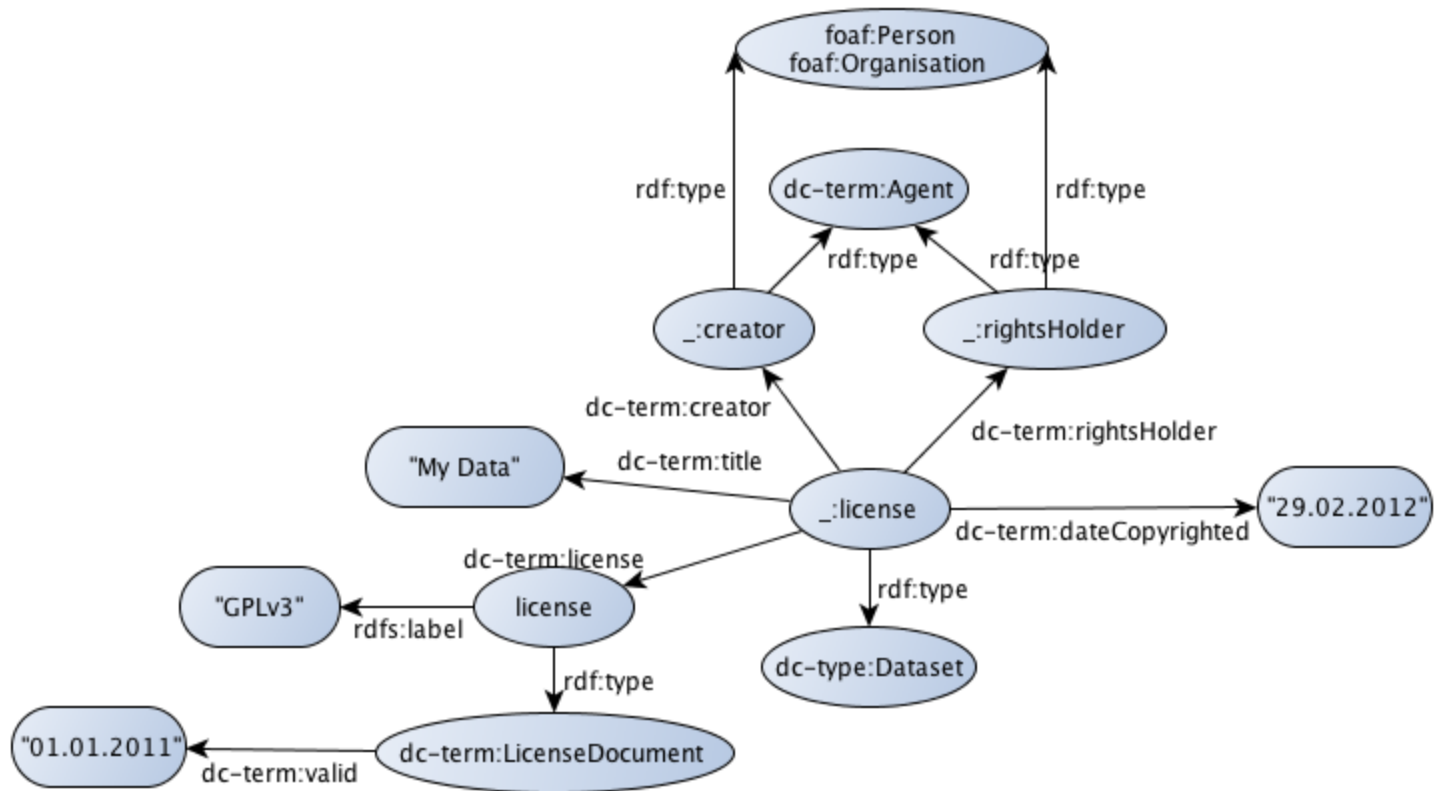 foaf:Person
foaf:Organisation
rdf:type
dc-term:Agent
rdf:type
rdf:type
rdf:type
_:creator
_:rightsHolder
dc-term:creator
dc-term:rightsHolder
"My Data"
dc-term:title
_:license
"29.02.2012"
dc-term:dateCopyrighted
dc-term:license
rdf:type
"GPLv3"
license
rdfs:label
dc-type:Dataset
rdf:type
"01.01.2011"
dc-term:LicenseDocument
dc-term:valid